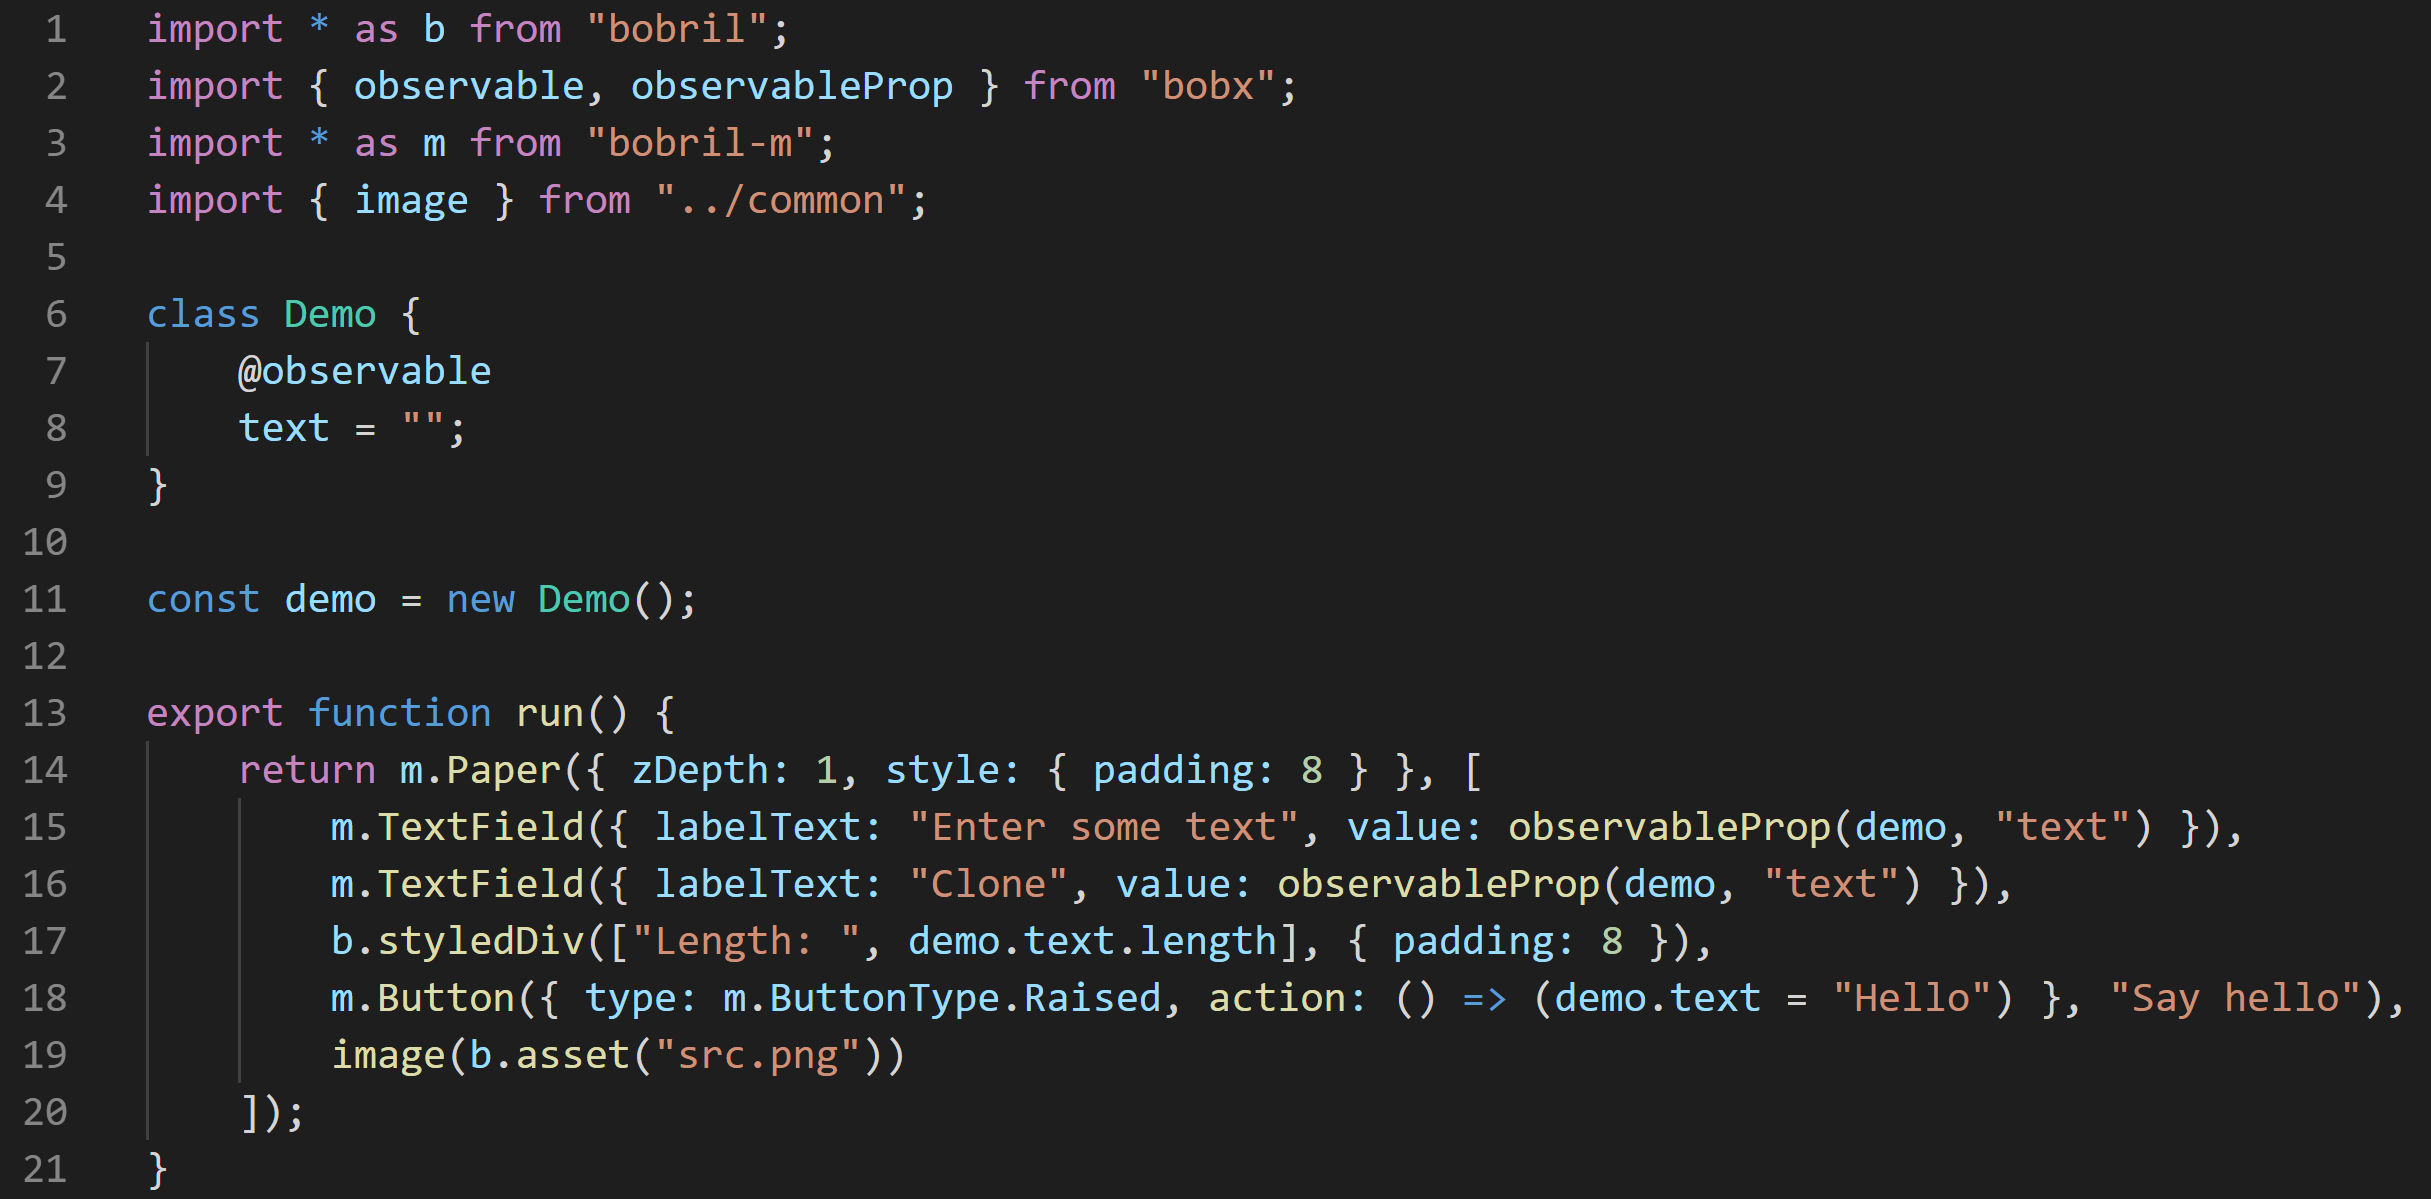 1 import * as b from "bobril";
2 import { observable, observableProp } from "bobx";
3 import * as m from "bobril-m";
4 import { image } from "../common";
5
6 class Demo {
7     @observable
8     text = "";
9 }
10
11 const demo = new Demo();
12
13 export function run() {
14     return m.Paper({ zDepth: 1, style: { padding: 8 } }, [
15         m.TextField({ labelText: "Enter some text", value: observableProp(demo, "text") }),
16         m.TextField({ labelText: "Clone", value: observableProp(demo, "text") }),
17         b.styledDiv(["Length: ", demo.text.length], { padding: 8 }),
18         m.Button({ type: m.ButtonType.Raised, action: () => (demo.text = "Hello") }, "Say hello"),
19         image(b.asset("src.png"))
20     ]);
21 }